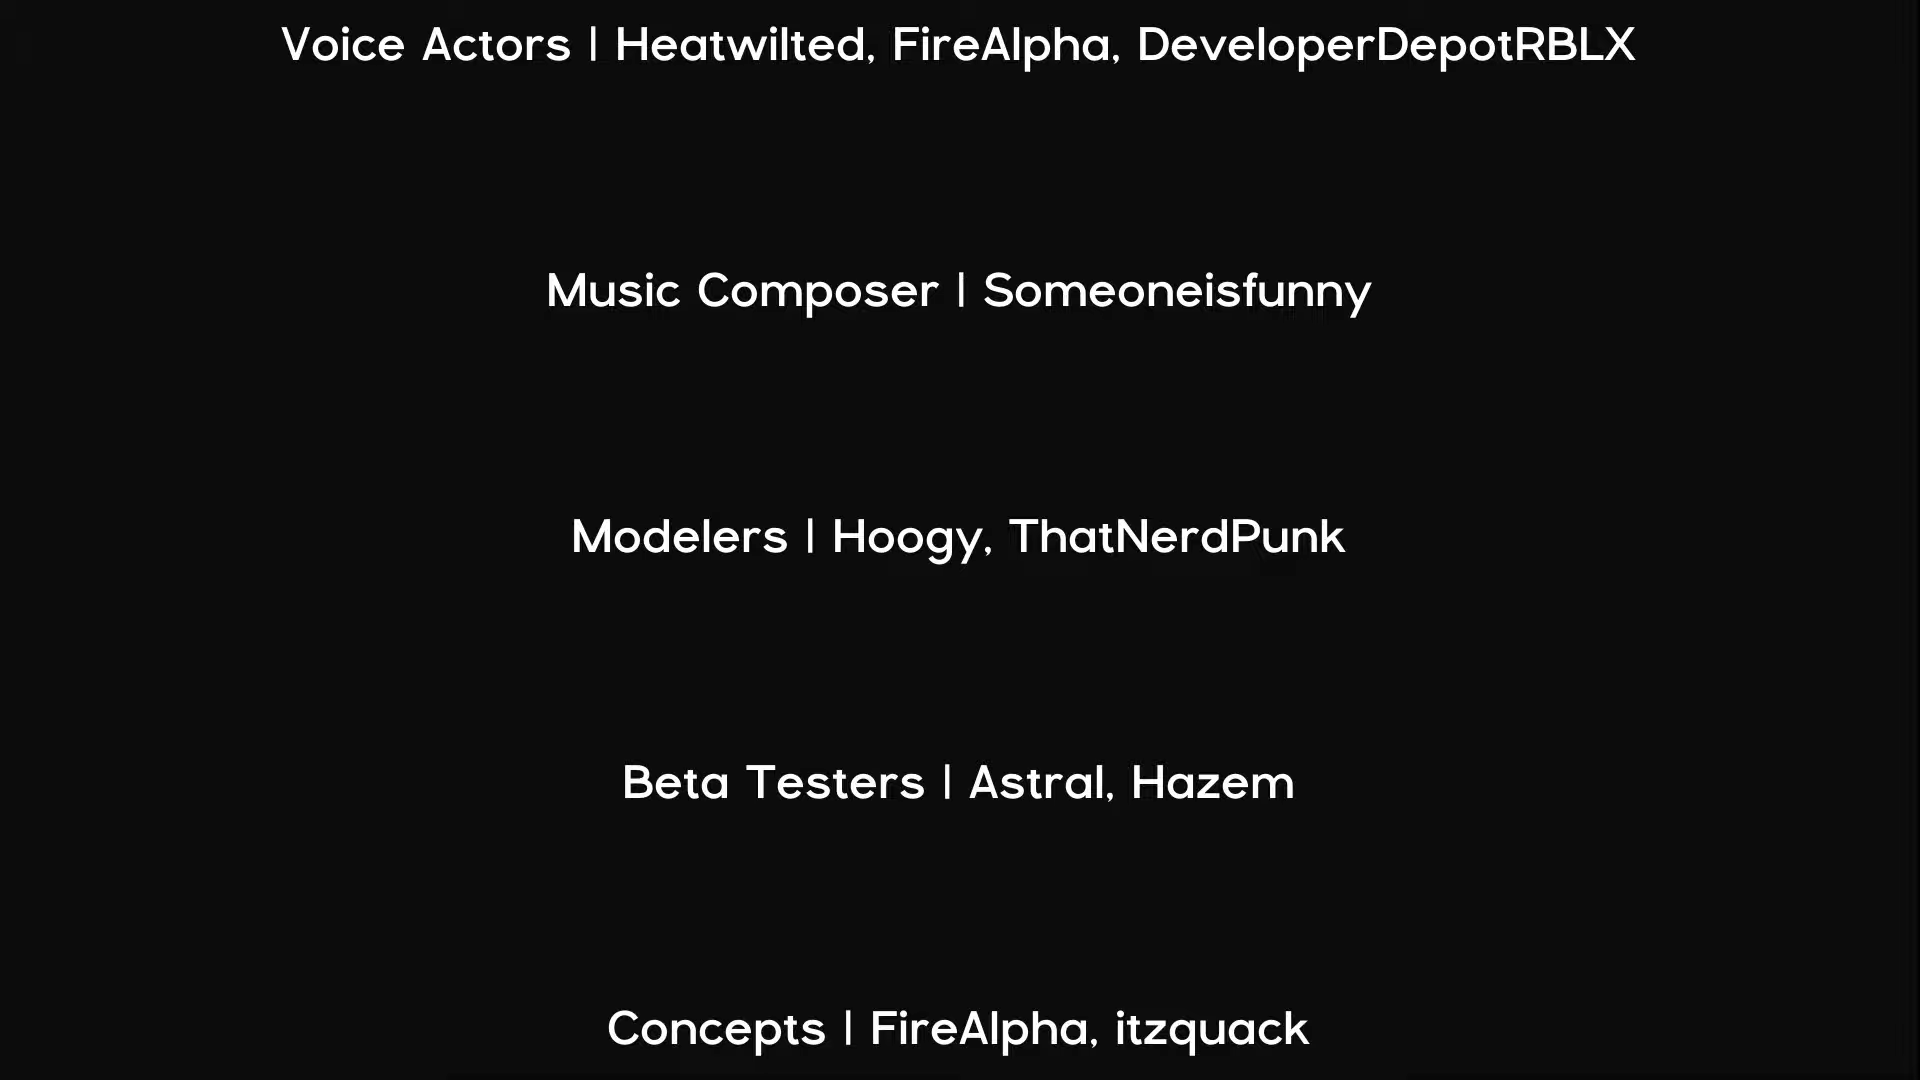 Voice Actors | Heatwilted, FireAlpha, DeveloperDepotRBLX
Music Composer | Someoneisfunny
Modelers | Hoogy, ThatNerdPunk
Beta Testers | Astral, Hazem
Concepts | FireAlpha, itzquack